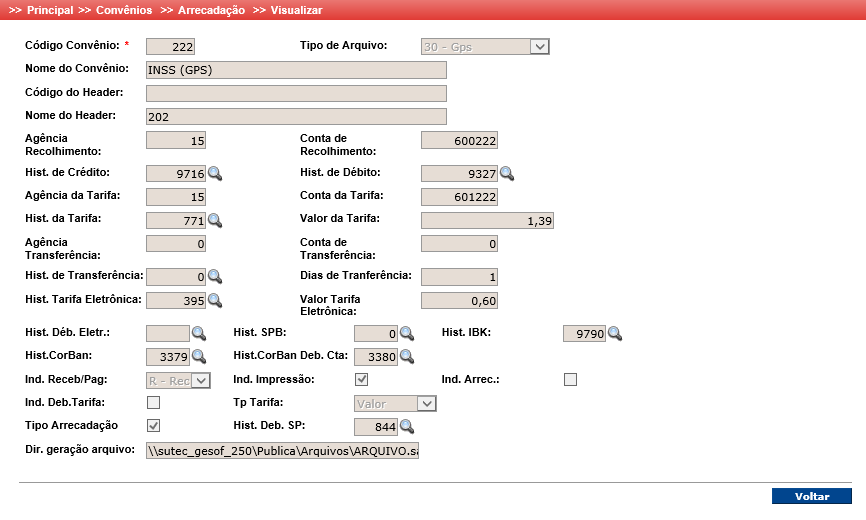 >> Principal >> Convênios >> Arrecadação >> Visualizar
Código Convênio: * 222 Tipo de Arquivo: 30 - Gps
Nome do Convênio: INSS (GPS)
Código do Header:
Nome do Header: 202
Agência Recolhimento: 15 Conta de Recolhimento: 600222
Hist. de Crédito: 9716 Hist. de Débito: 9327
Agência da Tarifa: 15 Conta da Tarifa: 601222
Hist. da Tarifa: 771 Valor da Tarifa: 1,39
Agência Transferência: 0 Conta de Transferência: 0
Hist. de Transferência: 0 Dias de Tranferência: 1
Hist. Tarifa Eletrônica: 395 Valor Tarifa Eletrônica: 0,60
Hist. Déb. Eletr.: Hist. SPB: 0 Hist. IBK: 9790
Hist.CorBan: 3379 Hist.CorBan Deb. Cta: 3380
Ind. Receb/Pag: R - Rec Ind. Impressão: Ind. Arrec.:
Ind. Deb.Tarifa: Tp Tarifa: Valor
Tipo Arrecadação Hist. Deb. SP: 844
Dir. geração arquivo: \\sutec_gesof_250\Publica\Arquivos\ARQUIVO.sa
Voltar